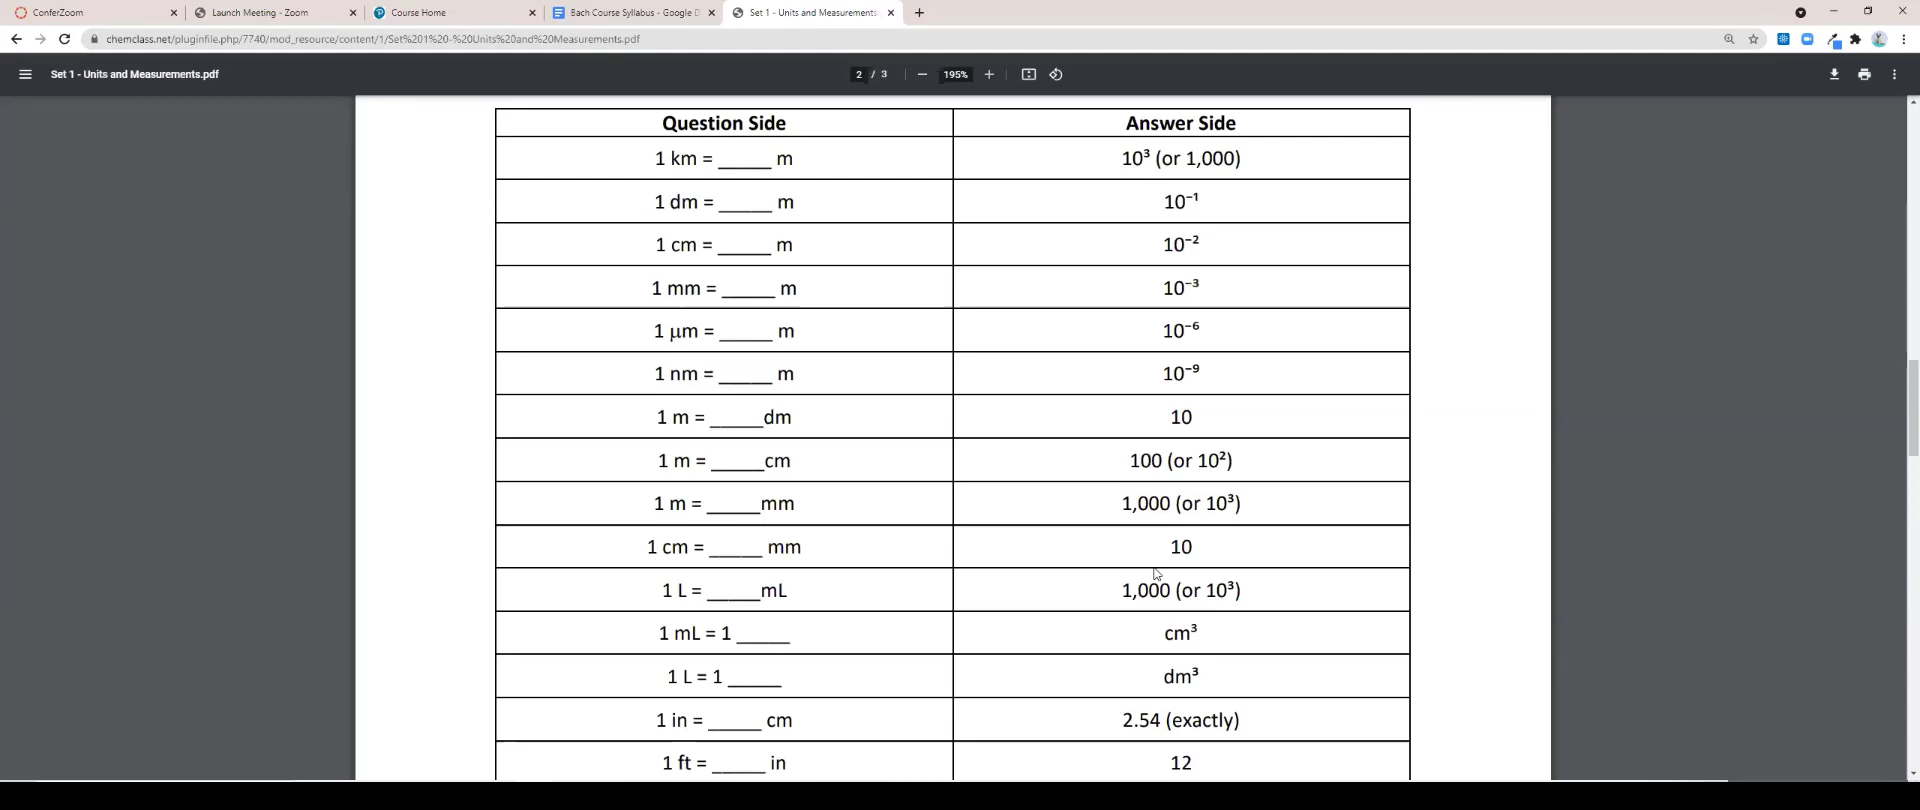 ConferZoom
Launch Meeting - Zoom
Course Home
Bach Course Syllabus - Google D
Set 1 - Units and Measurements.
chemclass.net/pluginfile.php/7740/mod_resource/content/1/Set%201%20-%20Units%20and%20Measurements.pdf
Set 1 - Units and Measurements.pdf
2 / 3
195%
Question Side Answer Side
1 km = _____ m 10³ (or 1,000)
1 dm = _____ m 10⁻¹
1 cm = _____ m 10⁻²
1 mm = _____ m 10⁻³
1 μm = _____ m 10⁻⁶
1 nm = _____ m 10⁻⁹
1 m = _____dm 10
1 m = _____cm 100 (or 10²)
1 m = _____mm 1,000 (or 10³)
1 cm = _____ mm 10
1 L = _____mL 1,000 (or 10³)
1 mL = 1 _____ cm³
1 L = 1 _____ dm³
1 in = _____ cm 2.54 (exactly)
1 ft = _____ in 12